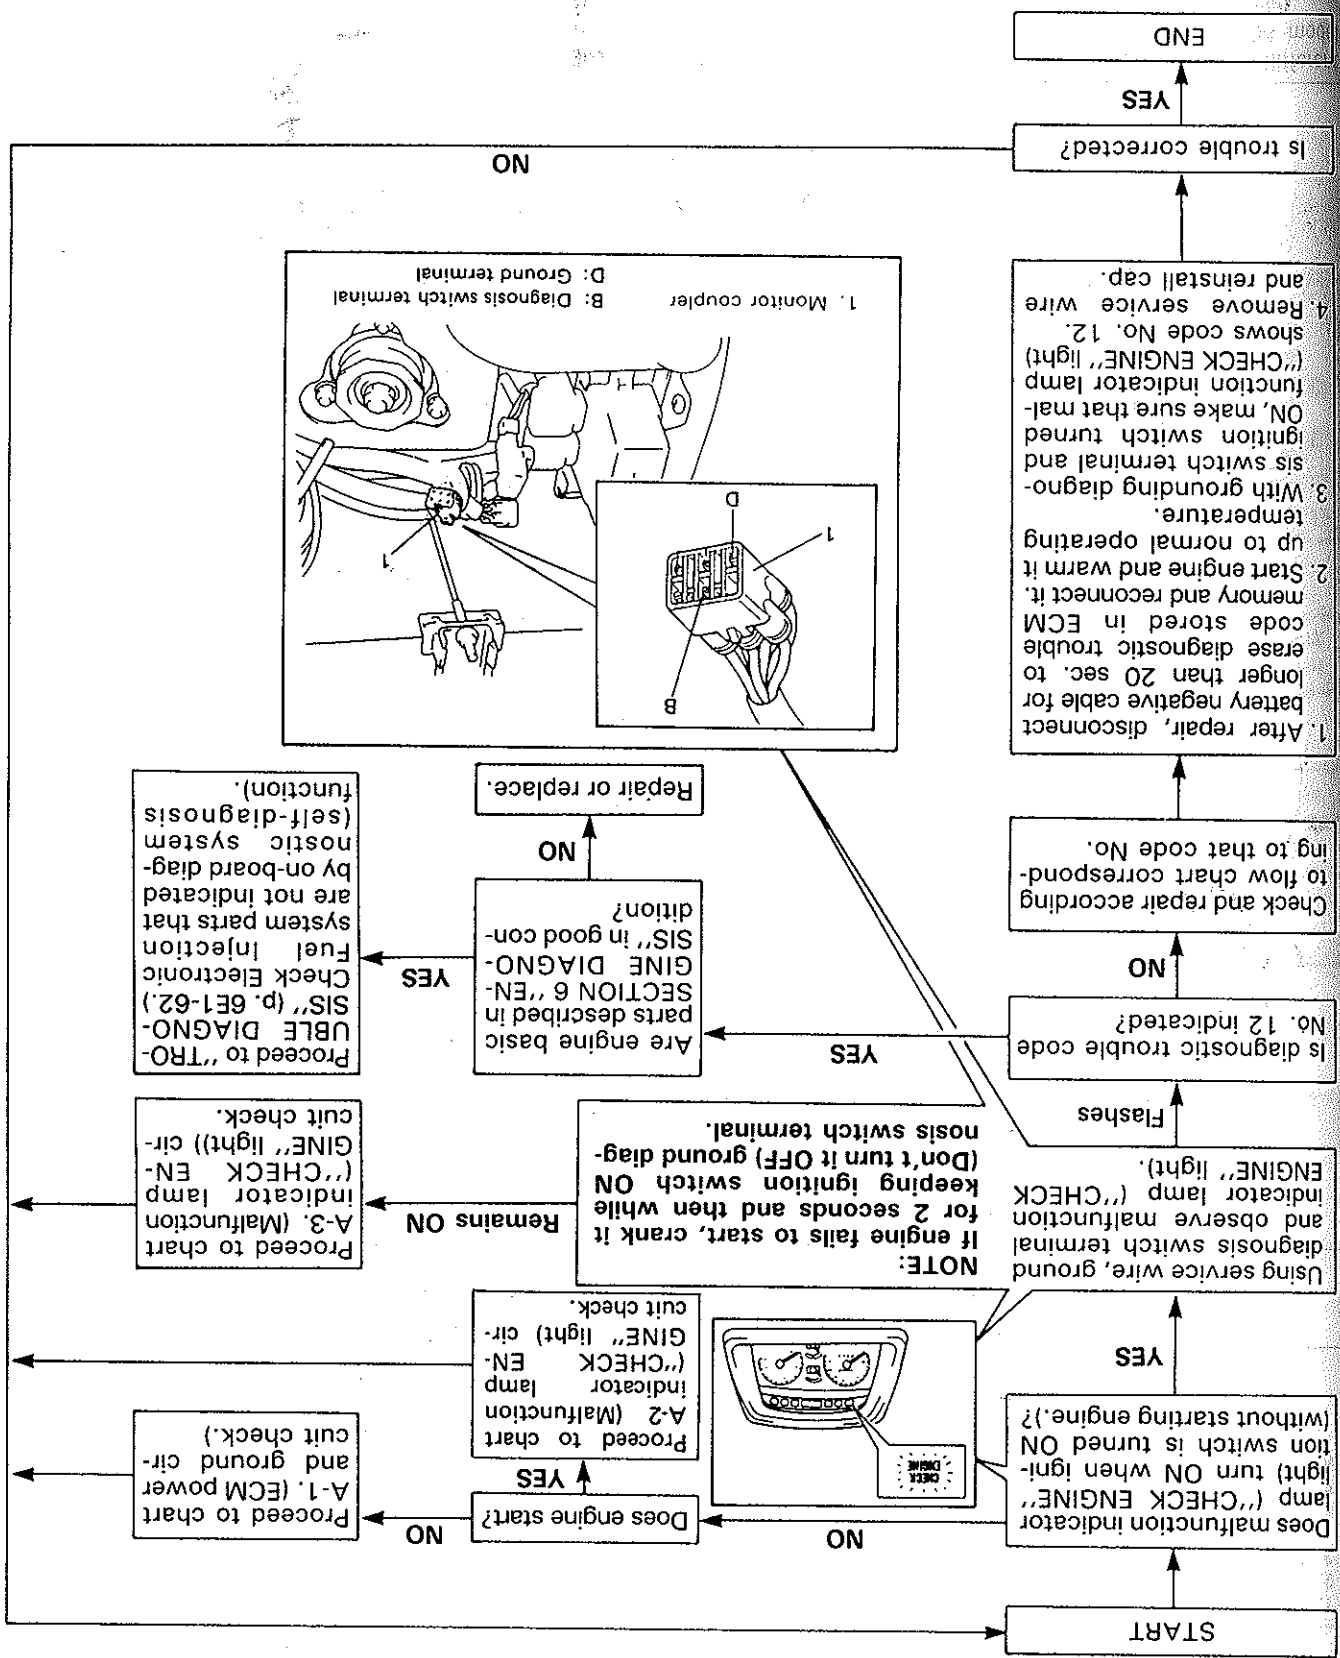 START
Does malfunction indicator
lamp ("CHECK ENGINE"
light) turn ON when igni-
tion switch is turned ON
(without starting engine.)?
NO
Does engine start?
NO
Proceed to chart
A-1. (ECM power
and ground cir-
cuit check.)
YES
Proceed to chart
A-2 (Malfunction
indicator lamp
("CHECK EN-
GINE" light) cir-
cuit check.
YES
CHECK
ENGINE
Using service wire, ground
diagnosis switch terminal
and observe malfunction
indicator lamp ("CHECK
ENGINE" light).
NOTE:
If engine fails to start, crank it
for 2 seconds and then while
keeping ignition switch ON
(Don't turn it OFF) ground diag-
nosis switch terminal.
Remains ON
Proceed to chart
A-3. (Malfunction
indicator lamp
("CHECK EN-
GINE" light)) cir-
cuit check.
Flashes
Is diagnostic trouble code
No. 12 indicated?
YES
Are engine basic
parts described in
SECTION 6 "EN-
GINE DIAGNO-
SIS" in good con-
dition?
YES
Proceed to "TRO-
UBLE DIAGNO-
SIS" (p. 6E1-62.)
Check Electronic
Fuel Injection
system parts that
are not indicated
by on-board diag-
nostic system
(self-diagnosis
function).
NO
Repair or replace.
NO
Check and repair according
to flow chart correspond-
ing to that code No.
1. After repair, disconnect
battery negative cable for
longer than 20 sec. to
erase diagnostic trouble
code stored in ECM
memory and reconnect it.
2. Start engine and warm it
up to normal operating
temperature.
3. With grounding diagno-
sis switch terminal and
ignition switch turned
ON, make sure that mal-
function indicator lamp
("CHECK ENGINE" light)
shows code No. 12.
4. Remove service wire
and reinstall cap.
B
1
D
1
1. Monitor coupler
B: Diagnosis switch terminal
D: Ground terminal
Is trouble corrected?
NO
YES
END